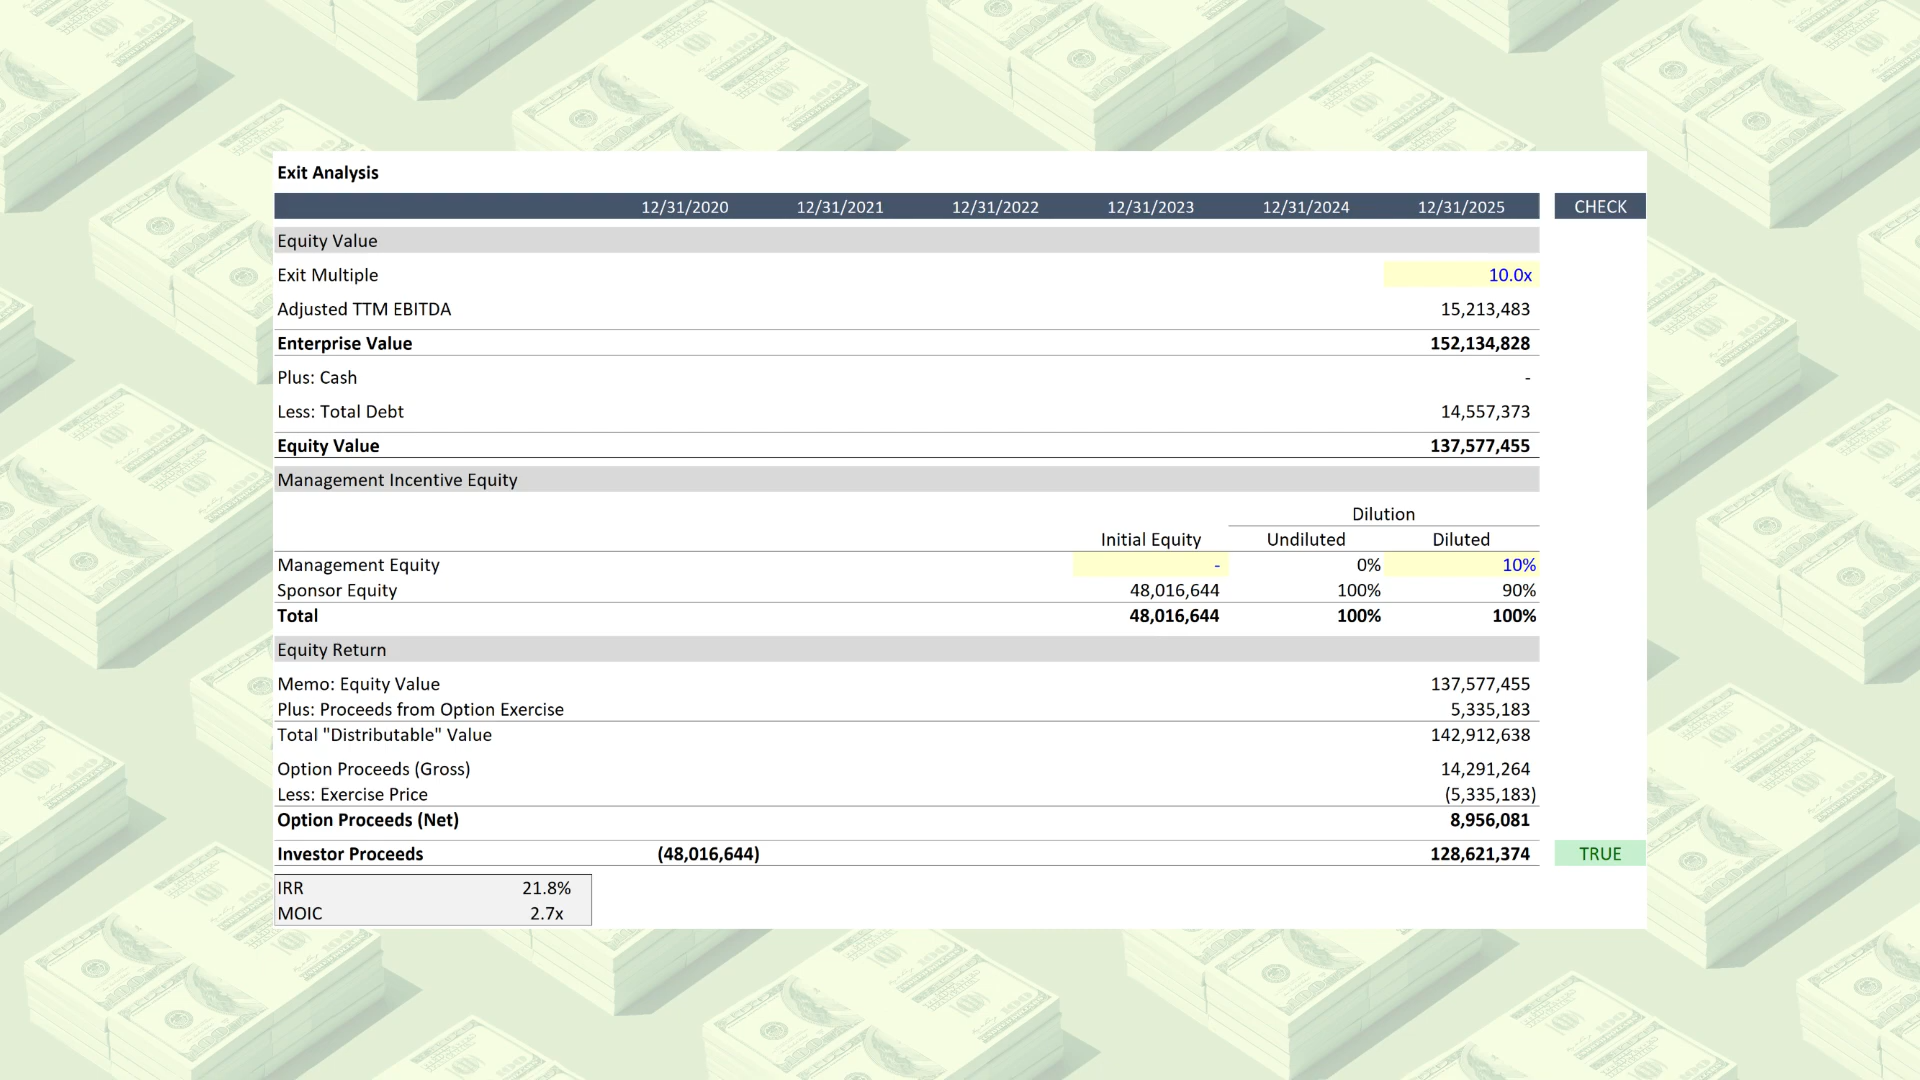 Exit Analysis
12/31/2020 12/31/2021 12/31/2022 12/31/2023 12/31/2024 12/31/2025 CHECK
Equity Value
Exit Multiple 10.0x
Adjusted TTM EBITDA 15,213,483
Enterprise Value 152,134,828
Plus: Cash -
Less: Total Debt 14,557,373
Equity Value 137,577,455
Management Incentive Equity
Dilution
Initial Equity Undiluted Diluted
Management Equity - 0% 10%
Sponsor Equity 48,016,644 100% 90%
Total 48,016,644 100% 100%
Equity Return
Memo: Equity Value 137,577,455
Plus: Proceeds from Option Exercise 5,335,183
Total "Distributable" Value 142,912,638
Option Proceeds (Gross) 14,291,264
Less: Exercise Price (5,335,183)
Option Proceeds (Net) 8,956,081
Investor Proceeds (48,016,644) 128,621,374 TRUE
IRR 21.8%
MOIC 2.7x